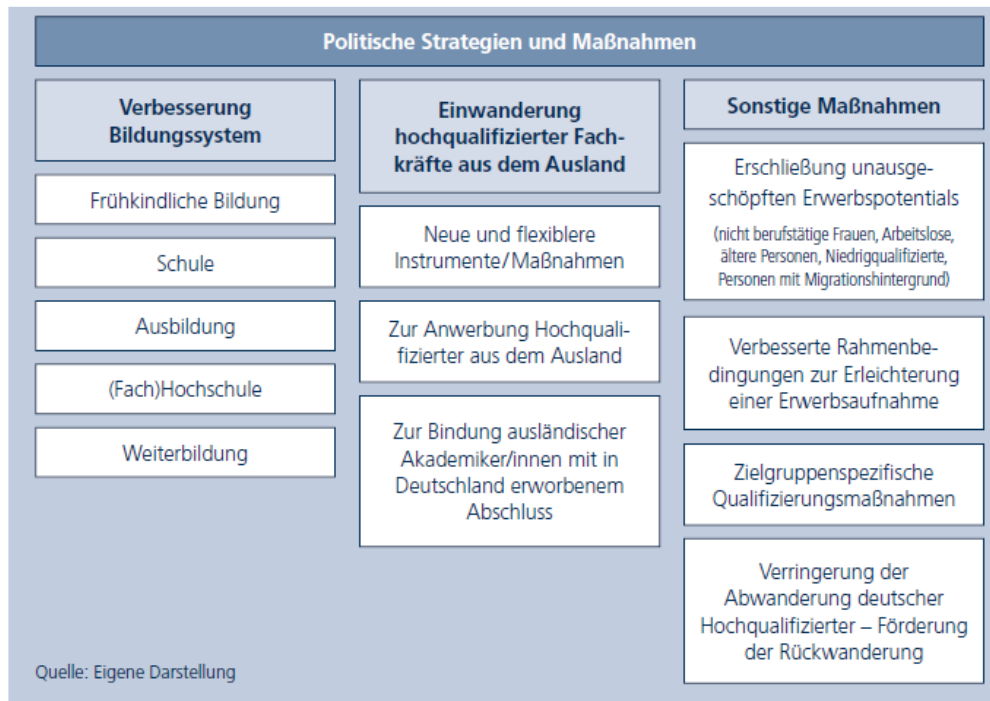 Politische Strategien und Maßnahmen
Verbesserung
Bildungssystem
Frühkindliche Bildung
Schule
Ausbildung
(Fach)Hochschule
Weiterbildung
Einwanderung
hochqualifizierter Fach-
kräfte aus dem Ausland
Neue und flexiblere
Instrumente/Maßnahmen
Zur Anwerbung Hochquali-
fizierter aus dem Ausland
Zur Bindung ausländischer
Akademiker/innen mit in
Deutschland erworbenem
Abschluss
Sonstige Maßnahmen
Erschließung unausge-
schöpften Erwerbspotentials
(nicht berufstätige Frauen, Arbeitslose,
ältere Personen, Niedrigqualifizierte,
Personen mit Migrationshintergrund)
Verbesserte Rahmenbe-
dingungen zur Erleichterung
einer Erwerbsaufnahme
Zielgruppenspezifische
Qualifizierungsmaßnahmen
Verringerung der
Abwanderung deutscher
Hochqualifizierter – Förderung
der Rückwanderung
Quelle: Eigene Darstellung